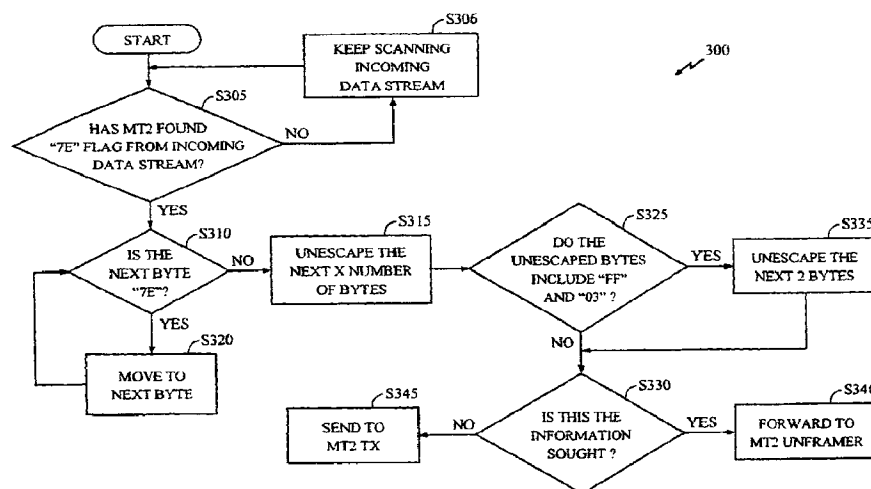 START
S306
KEEP SCANNING
INCOMING
DATA STREAM
300
S305
HAS MT2 FOUND
"7E" FLAG FROM INCOMING
DATA STREAM?
NO
YES
S310
IS THE
NEXT BYTE
"7E"?
NO
YES
S315
UNESCAPE THE
NEXT X NUMBER
OF BYTES
S325
DO THE
UNESCAPED BYTES
INCLUDE "FF"
AND "03" ?
YES
NO
S335
UNESCAPE THE
NEXT 2 BYTES
S320
MOVE TO
NEXT BYTE
S345
SEND TO
MT2 TX
NO
S330
IS THIS THE
INFORMATION
SOUGHT ?
YES
S340
FORWARD TO
MT2 UNFRAMER